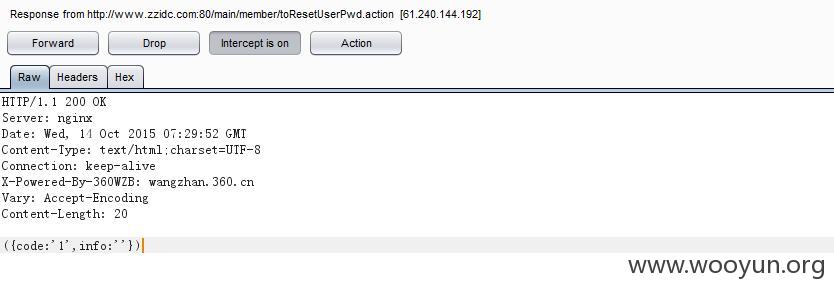 Response from http://www.zzidc.com:80/main/member/toResetUserPwd.action [61.240.144.192]
Forward Drop Intercept is on Action
Raw Headers Hex
HTTP/1.1 200 OK
Server: nginx
Date: Wed, 14 Oct 2015 07:29:52 GMT
Content-Type: text/html;charset=UTF-8
Connection: keep-alive
X-Powered-By-360WZB: wangzhan.360.cn
Vary: Accept-Encoding
Content-Length: 20
({code:'1',info:''})
www.wooyun.org